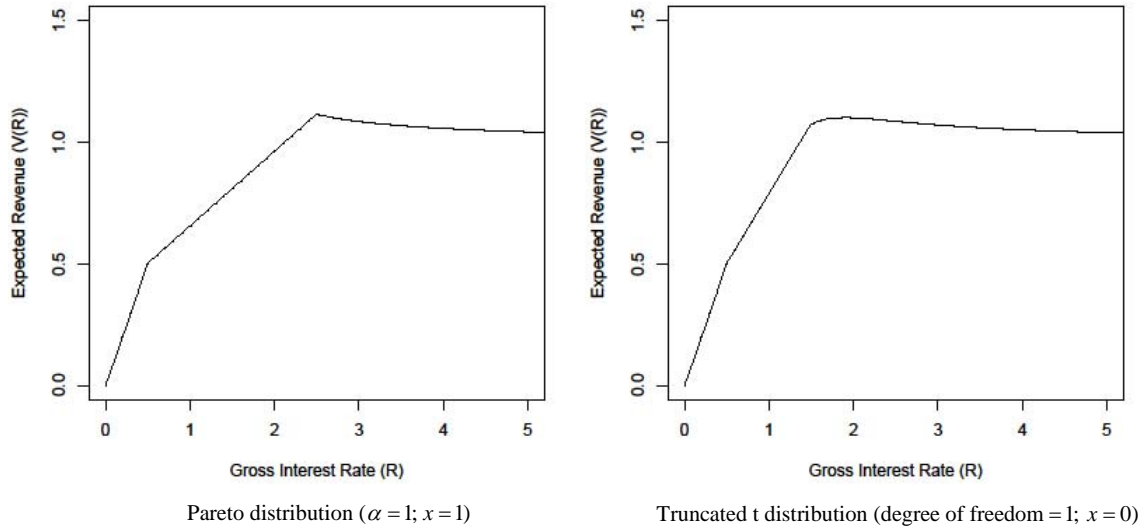 Expected Revenue (V(R))
1.5
1.0
0.5
0.0
0 1 2 3 4 5
Gross Interest Rate (R)
Pareto distribution (α = 1; x = 1)
Expected Revenue (V(R))
1.5
1.0
0.5
0.0
0 1 2 3 4 5
Gross Interest Rate (R)
Truncated t distribution (degree of freedom = 1; x = 0)